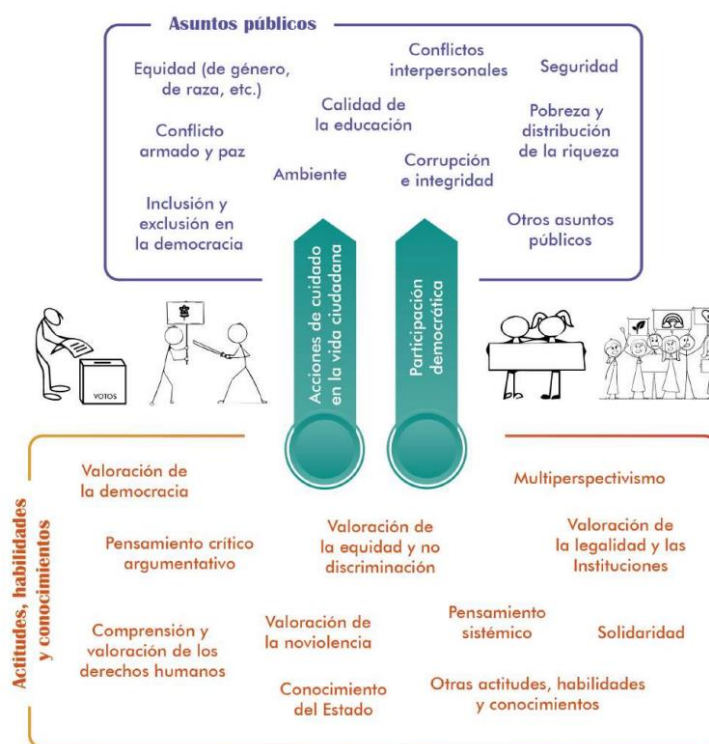 Asuntos públicos
Equidad (de género,
de raza, etc.)
Conflictos
interpersonales
Seguridad
Calidad de
la educación
Conflicto
armado y paz
Pobreza y
distribución
de la riqueza
Ambiente
Corrupción
e integridad
Inclusión y
exclusión en
la democracia
Otros asuntos
públicos
Acciones de cuidado
en la vida ciudadana
Participación
democrática
VOTOS
Actitudes, habilidades
y conocimientos
Valoración de
la democracia
Multiperspectivismo
Pensamiento crítico
argumentativo
Valoración de
la equidad y no
discriminación
Valoración de
la legalidad y las
Instituciones
Comprensión y
valoración de los
derechos humanos
Valoración de
la noviolencia
Pensamiento
sistémico
Solidaridad
Conocimiento
del Estado
Otras actitudes, habilidades
y conocimientos